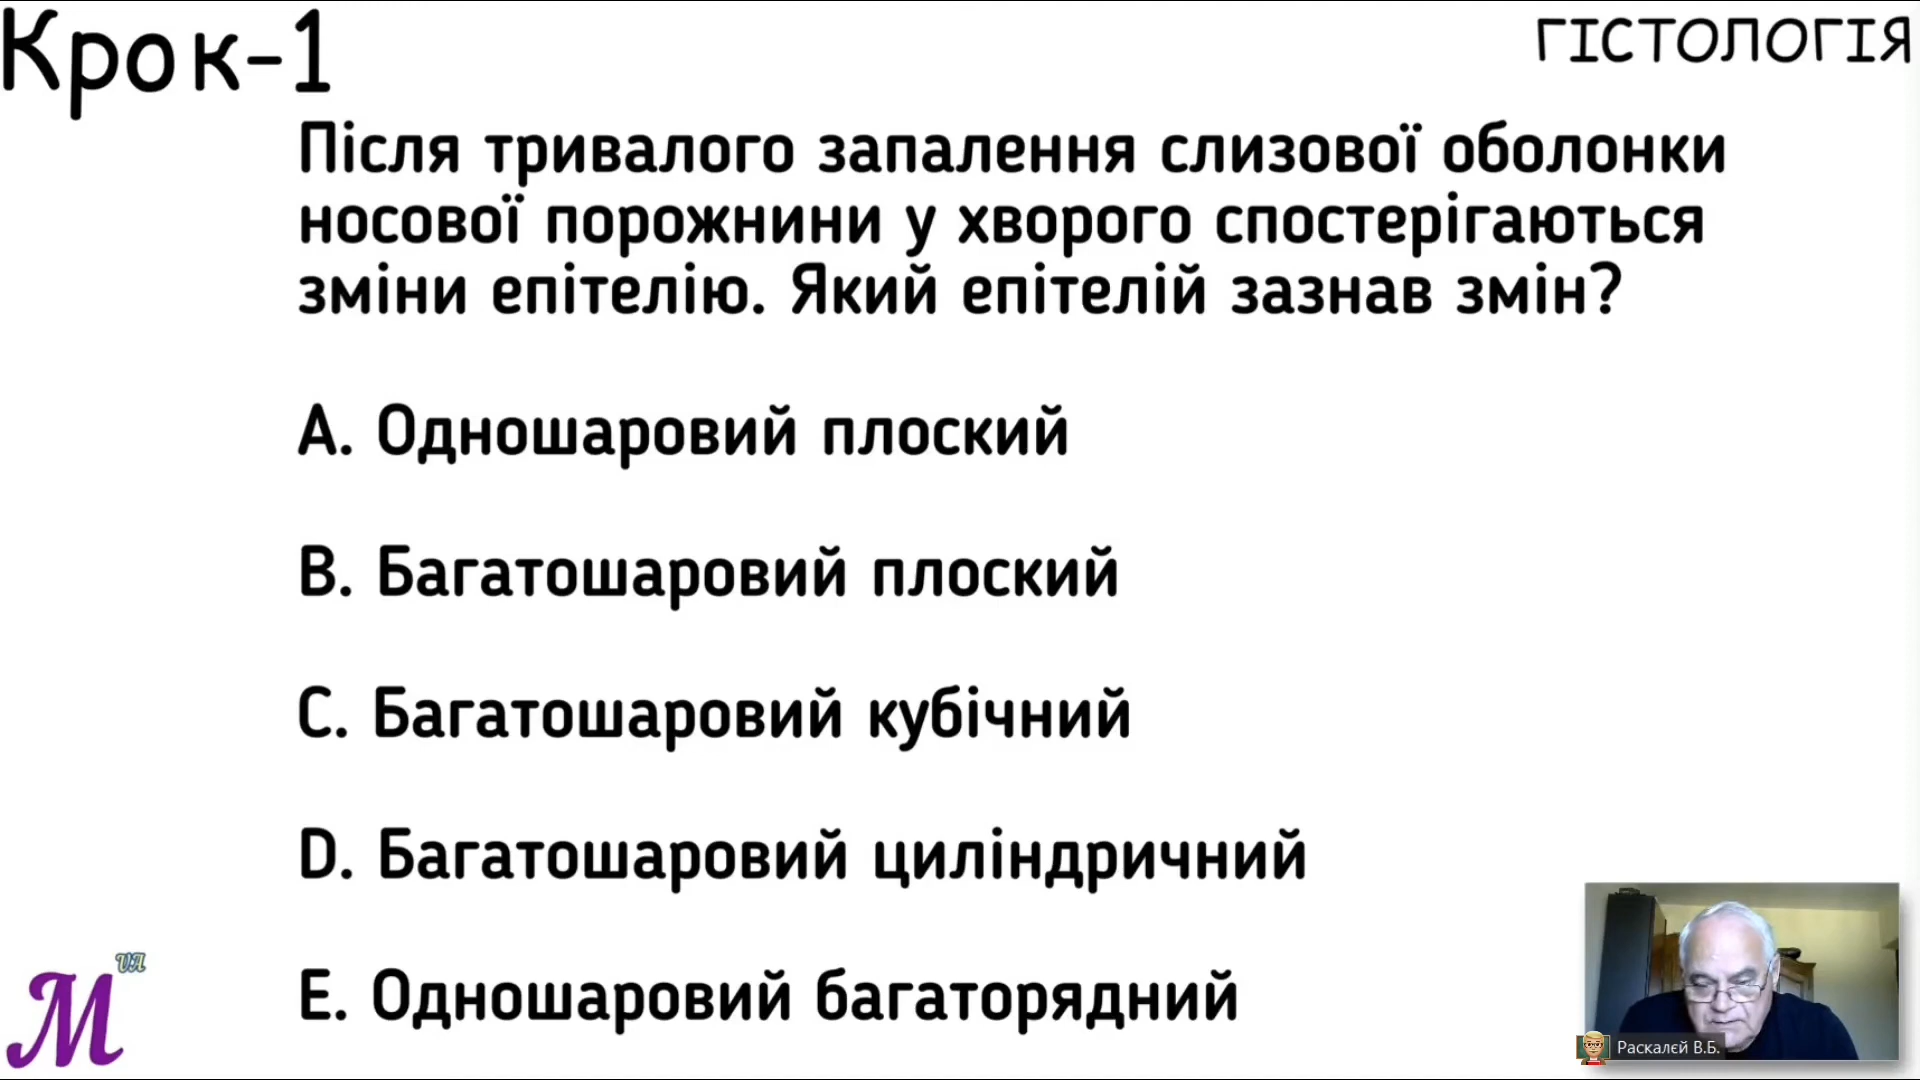 Крок-1
ГІСТОЛОГІЯ
Після тривалого запалення слизової оболонки
носової порожнини у хворого спостерігаються
зміни епітелію. Який епітелій зазнав змін?
A. Одношаровий плоский
B. Багатошаровий плоский
C. Багатошаровий кубічний
D. Багатошаровий циліндричний
E. Одношаровий багаторядний
M UA
Раскалєй В.Б.